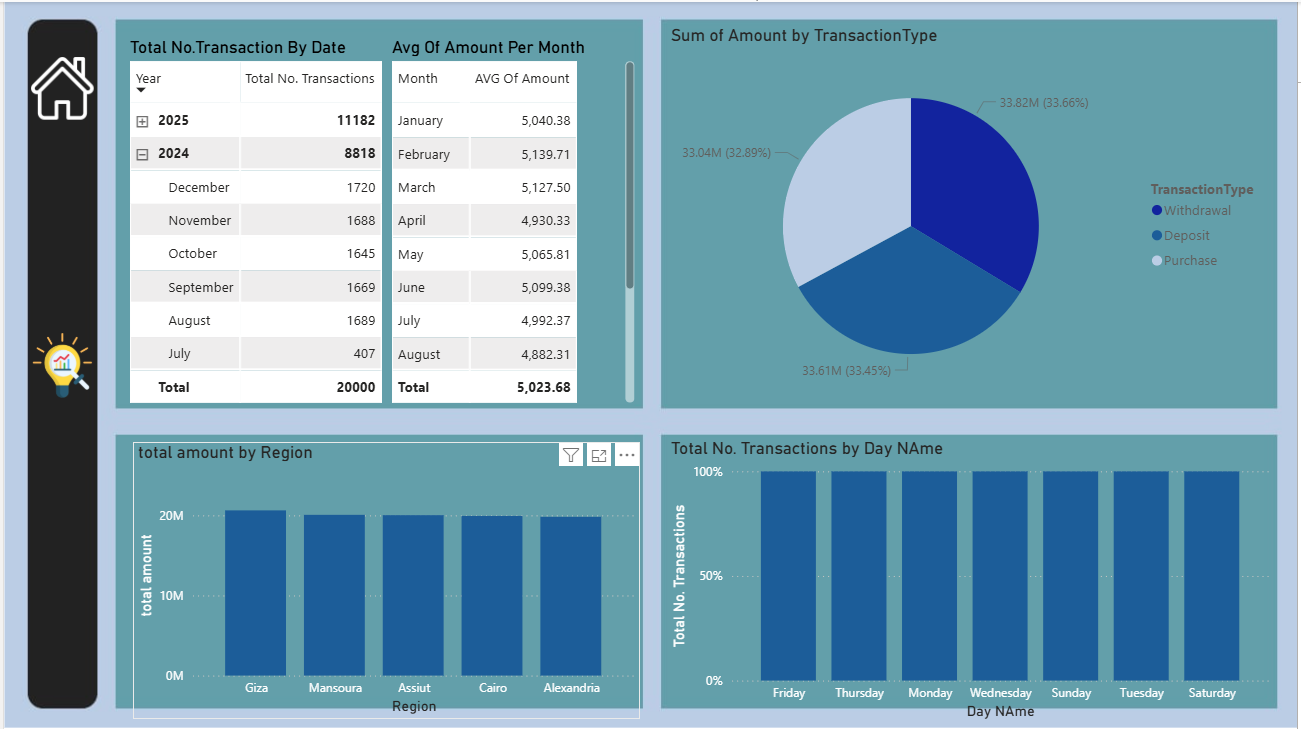 Total No.Transaction By Date
Year Total No. Transactions
2025 11182
2024 8818
December 1720
November 1688
October 1645
September 1669
August 1689
July 407
Total 20000
Avg Of Amount Per Month
Month AVG Of Amount
January 5,040.38
February 5,139.71
March 5,127.50
April 4,930.33
May 5,065.81
June 5,099.38
July 4,992.37
August 4,882.31
Total 5,023.68
Sum of Amount by TransactionType
33.82M (33.66%)
33.04M (32.89%)
33.61M (33.45%)
TransactionType
Withdrawal
Deposit
Purchase
total amount by Region
total amount
20M
10M
0M
Giza Mansoura Assiut Cairo Alexandria
Region
Total No. Transactions by Day NAme
Total No. Transactions
100%
50%
0%
Friday Thursday Monday Wednesday Sunday Tuesday Saturday
Day NAme